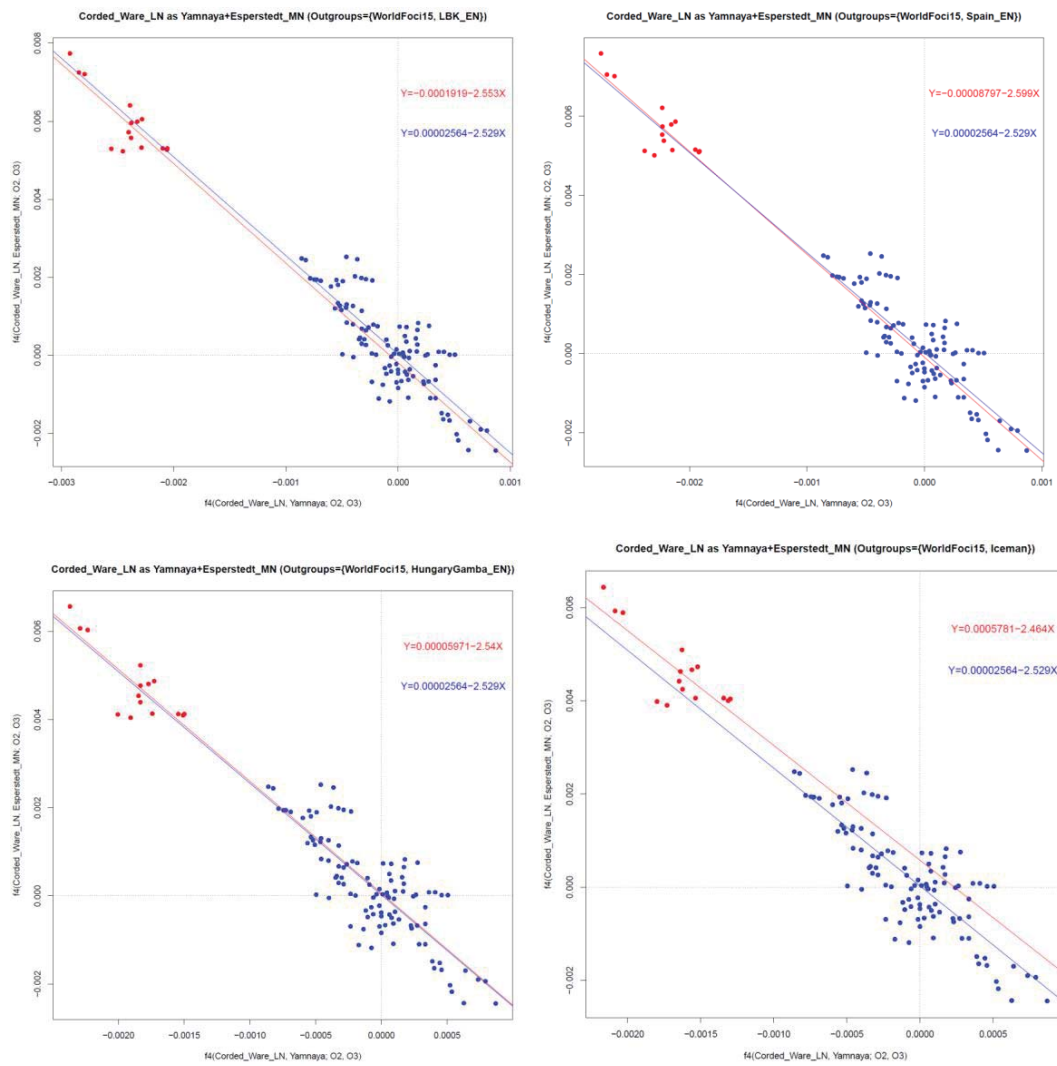 Corded_Ware_LN as Yamnaya+Esperstedt_MN (Outgroups={WorldFoci15, LBK_EN})
Y=−0.0001919−2.553X
Y=0.00002564−2.529X
f4(Corded_Ware_LN, Esperstedt_MN; O2, O3)
0.008
0.006
0.004
0.002
0.000
−0.002
−0.003
−0.002
−0.001
0.000
0.001
f4(Corded_Ware_LN, Yamnaya; O2, O3)
Corded_Ware_LN as Yamnaya+Esperstedt_MN (Outgroups={WorldFoci15, Spain_EN})
Y=−0.00008797−2.599X
Y=0.00002564−2.529X
f4(Corded_Ware_LN, Esperstedt_MN; O2, O3)
0.006
0.004
0.002
0.000
−0.002
−0.002
−0.001
0.000
0.001
f4(Corded_Ware_LN, Yamnaya; O2, O3)
Corded_Ware_LN as Yamnaya+Esperstedt_MN (Outgroups={WorldFoci15, HungaryGamba_EN})
Y=0.00005971−2.54X
Y=0.00002564−2.529X
f4(Corded_Ware_LN, Esperstedt_MN; O2, O3)
0.006
0.004
0.002
0.000
−0.002
−0.0020
−0.0015
−0.0010
−0.0005
0.0000
0.0005
f4(Corded_Ware_LN, Yamnaya; O2, O3)
Corded_Ware_LN as Yamnaya+Esperstedt_MN (Outgroups={WorldFoci15, Iceman})
Y=0.0005781−2.464X
Y=0.00002564−2.529X
f4(Corded_Ware_LN, Esperstedt_MN; O2, O3)
0.006
0.004
0.002
0.000
−0.002
−0.0020
−0.0015
−0.0010
−0.0005
0.0000
0.0005
f4(Corded_Ware_LN, Yamnaya; O2, O3)